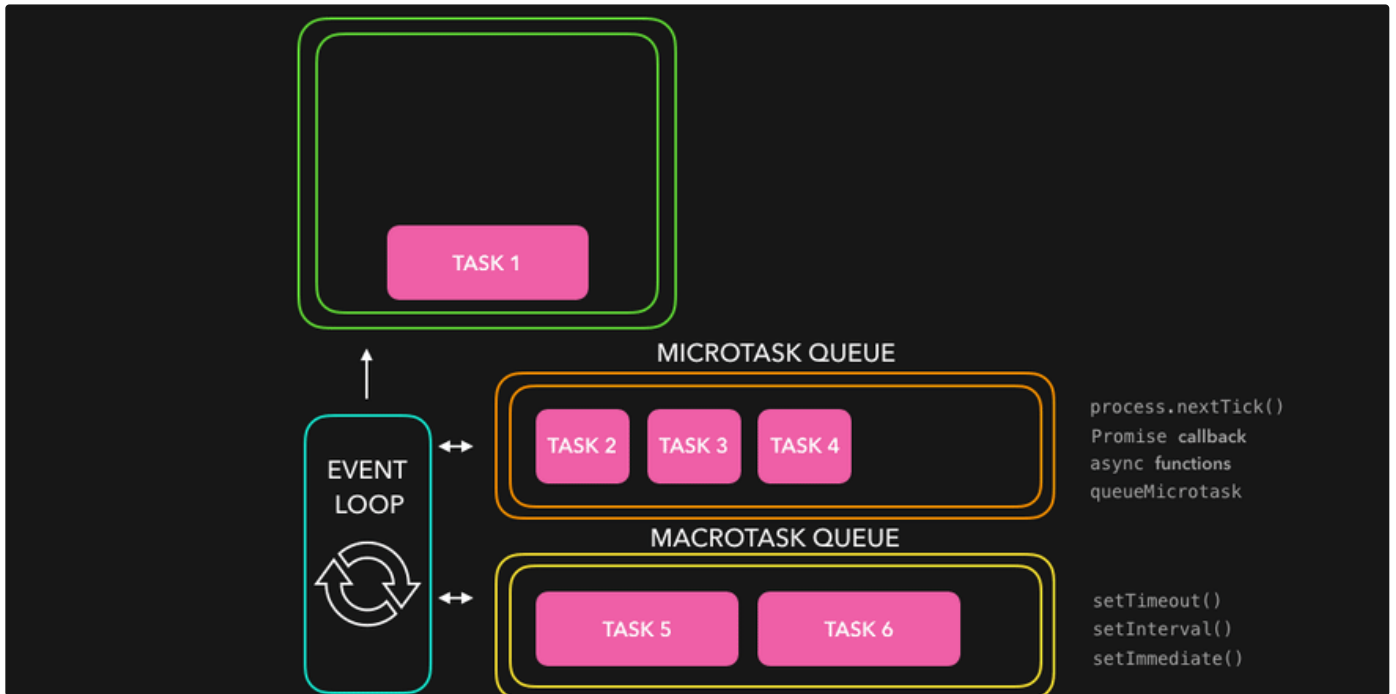 TASK 1
MICROTASK QUEUE
TASK 2 TASK 3 TASK 4
process.nextTick()
Promise callback
async functions
queueMicrotask
EVENT
LOOP
MACROTASK QUEUE
TASK 5 TASK 6
setTimeout()
setInterval()
setImmediate()